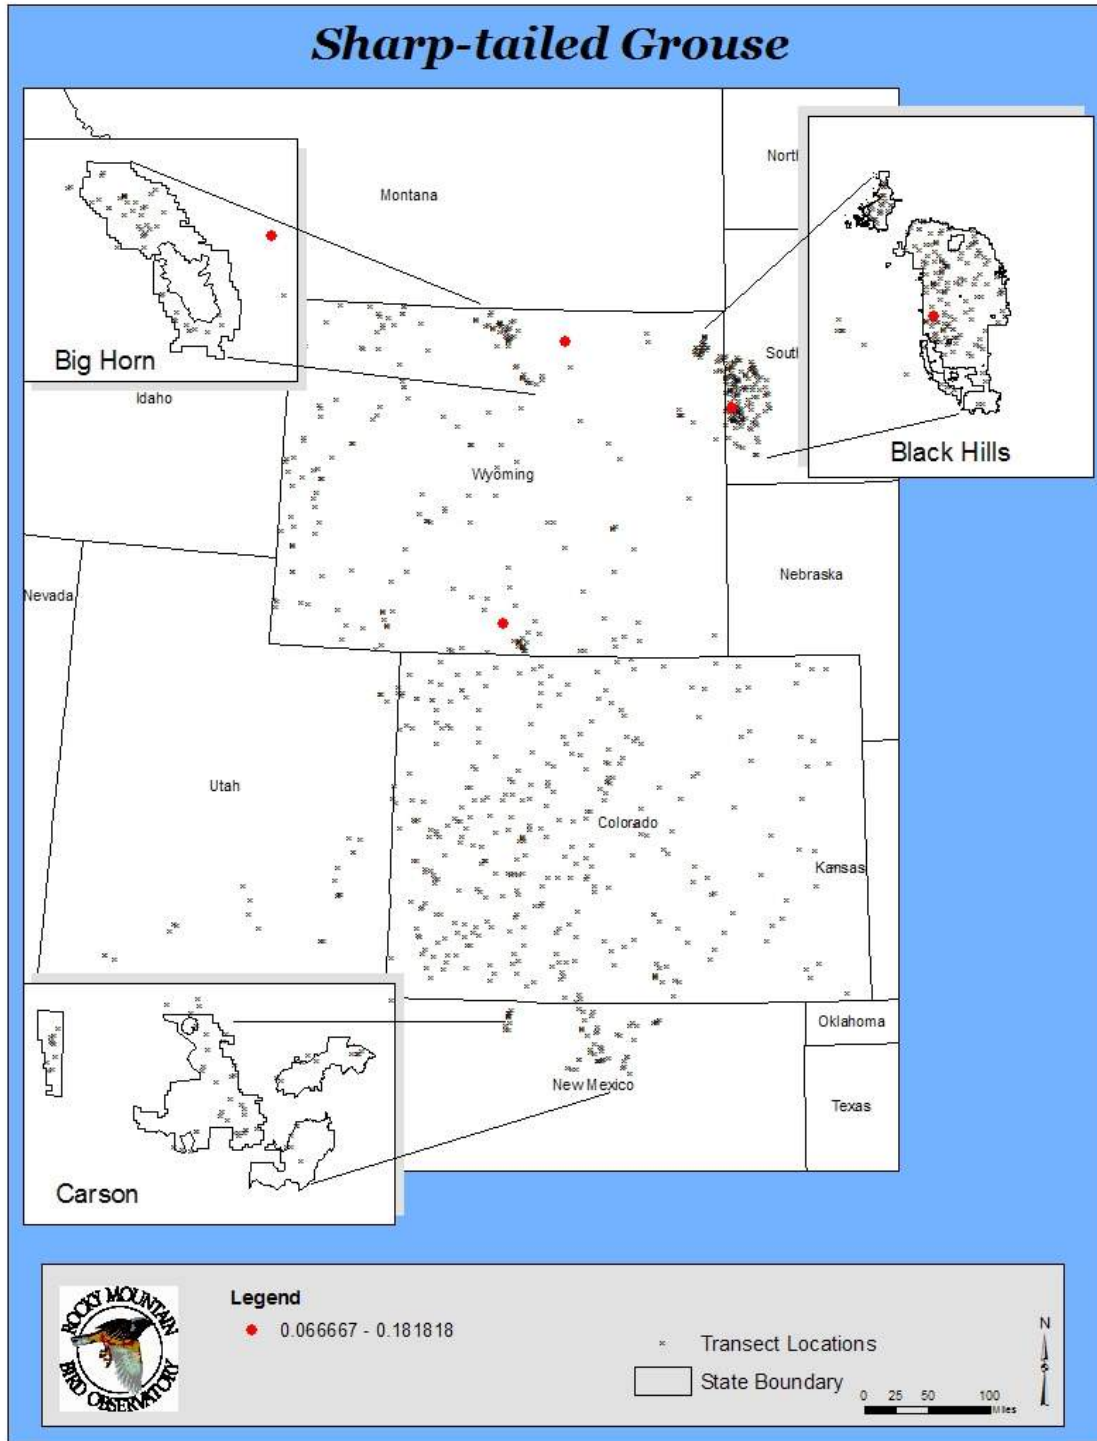 Sharp-tailed Grouse
Montana
North
Big Horn
Idaho
South
Black Hills
Wyoming
Nebraska
Nevada
Utah
Colorado
Kansas
Oklahoma
New Mexico
Texas
Carson
ROCKY MOUNTAIN
BIRD OBSERVATORY
Legend
0.066667 - 0.181818
Transect Locations
State Boundary
N
0 25 50 100
Miles